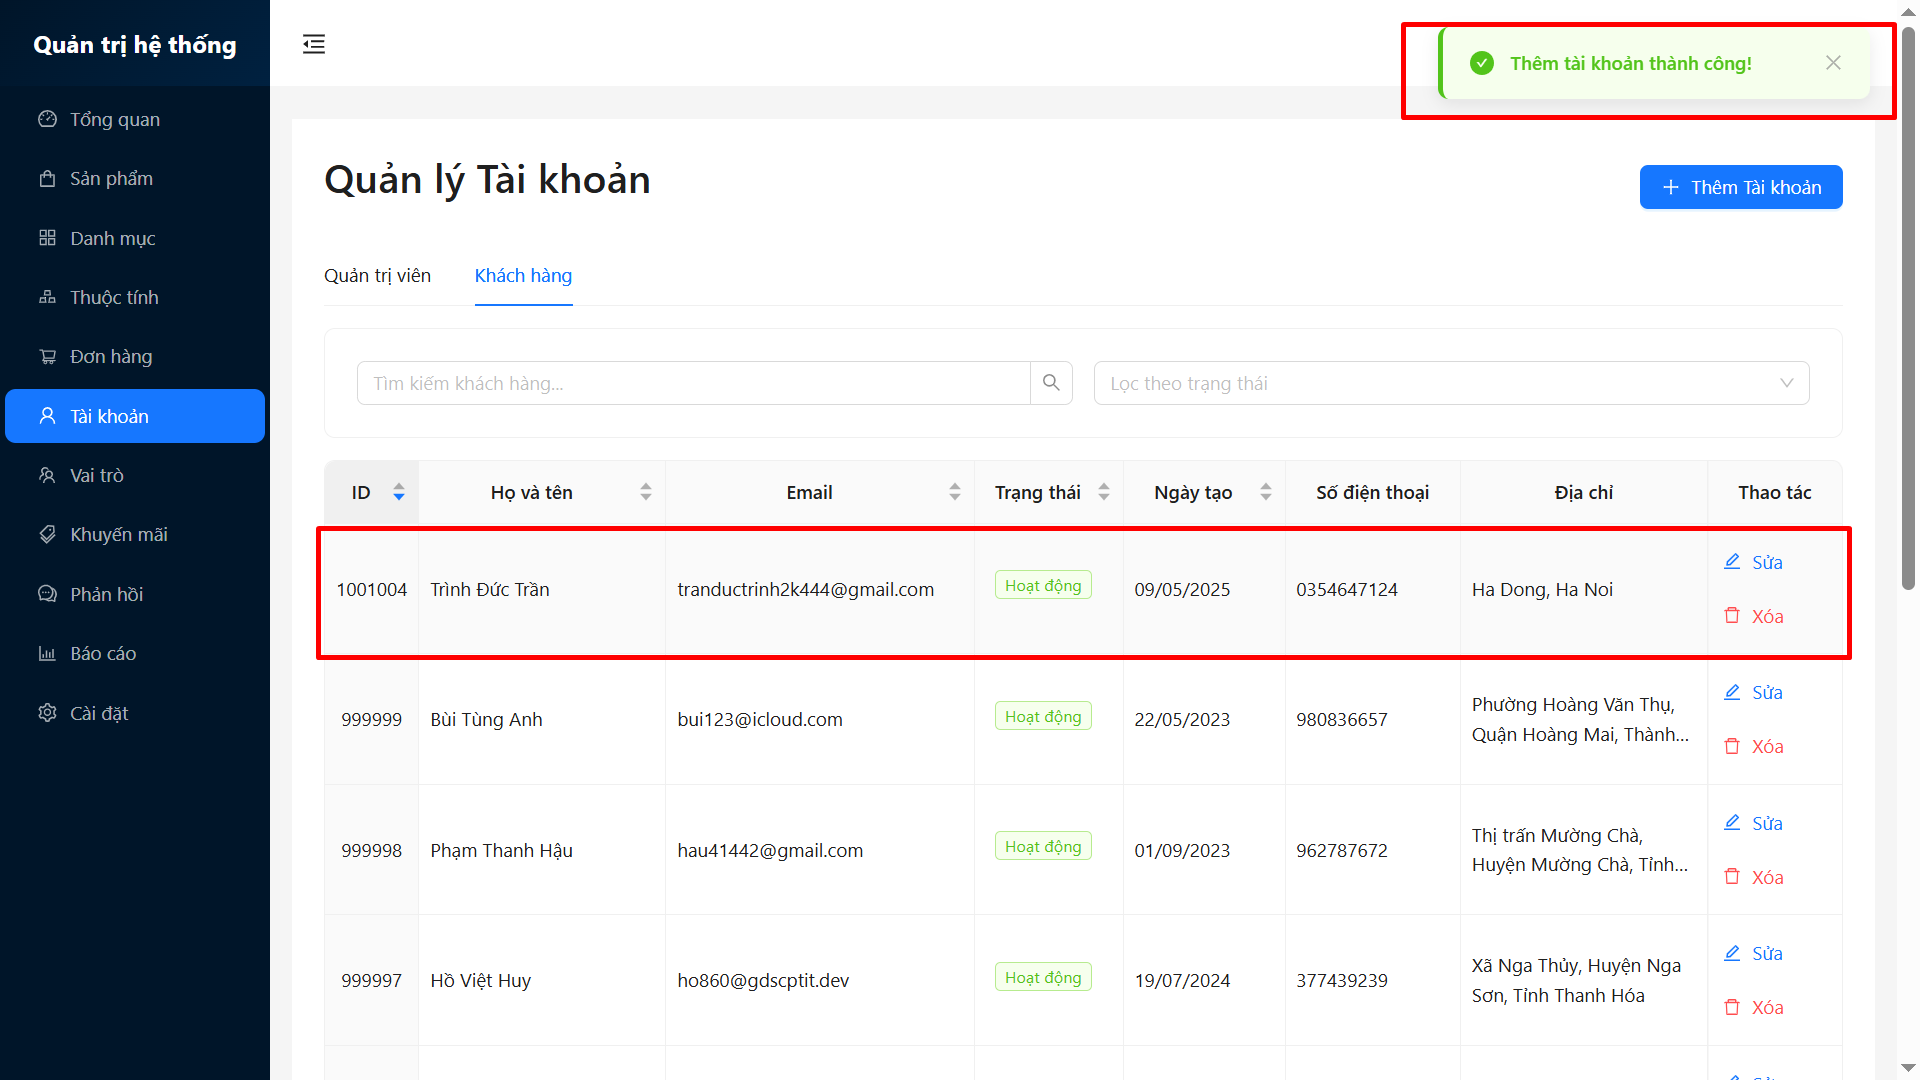 Quản trị hệ thống
Thêm tài khoản thành công!
Tổng quan
Sản phẩm
Danh mục
Thuộc tính
Đơn hàng
Tài khoản
Vai trò
Khuyến mãi
Phản hồi
Báo cáo
Cài đặt
Quản lý Tài khoản
Thêm Tài khoản
Quản trị viên
Khách hàng
Tìm kiếm khách hàng...
Lọc theo trạng thái
ID Họ và tên Email Trạng thái Ngày tạo Số điện thoại Địa chỉ Thao tác
1001004 Trình Đức Trần tranductrinh2k444@gmail.com Hoạt động 09/05/2025 0354647124 Ha Dong, Ha Noi
Sửa
Xóa
999999 Bùi Tùng Anh bui123@icloud.com Hoạt động 22/05/2023 980836657
Phường Hoàng Văn Thụ,
Quận Hoàng Mai, Thành...
Sửa
Xóa
999998 Phạm Thanh Hậu hau41442@gmail.com Hoạt động 01/09/2023 962787672
Thị trấn Mường Chà,
Huyện Mường Chà, Tỉnh...
Sửa
Xóa
999997 Hồ Việt Huy ho860@gdscptit.dev Hoạt động 19/07/2024 377439239
Xã Nga Thủy, Huyện Nga
Sơn, Tỉnh Thanh Hóa
Sửa
Xóa